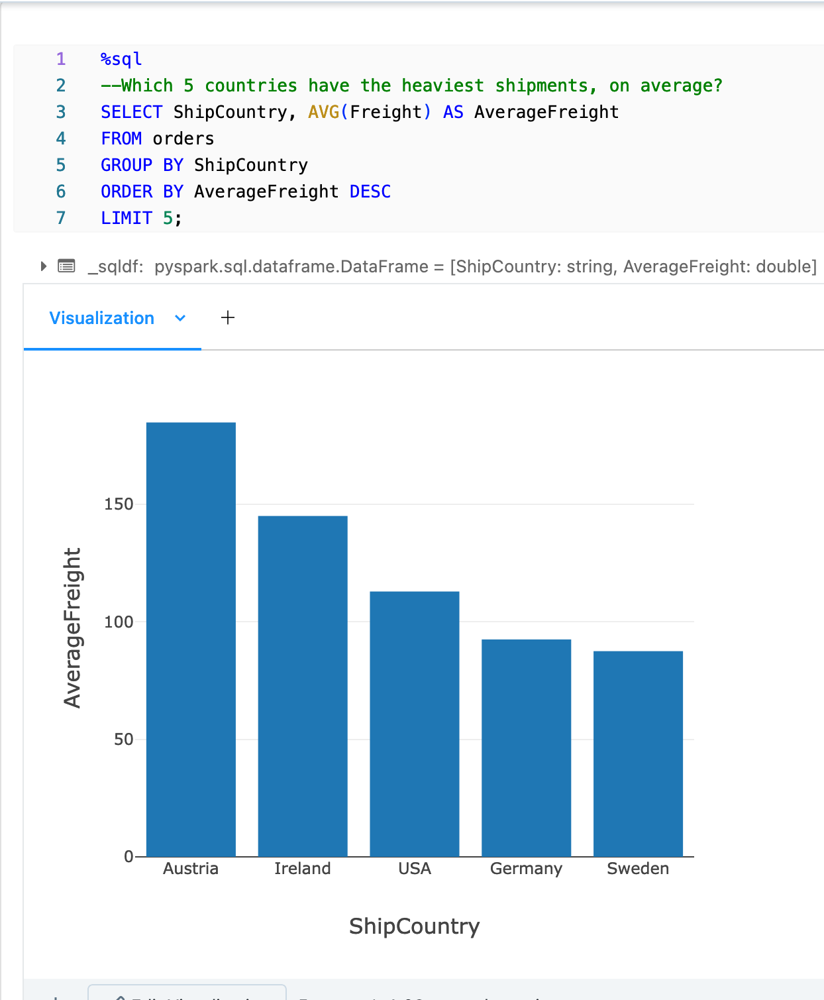 1 %sql
2 --Which 5 countries have the heaviest shipments, on average?
3 SELECT ShipCountry, AVG(Freight) AS AverageFreight
4 FROM orders
5 GROUP BY ShipCountry
6 ORDER BY AverageFreight DESC
7 LIMIT 5;
_sqldf: pyspark.sql.dataframe.DataFrame = [ShipCountry: string, AverageFreight: double]
Visualization
150
100
50
0
AverageFreight
Austria Ireland USA Germany Sweden
ShipCountry